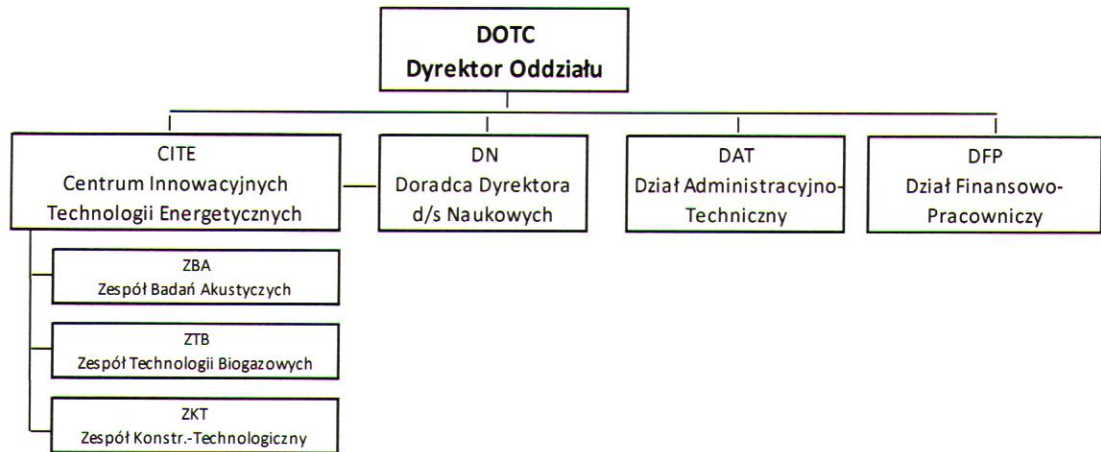 DOTC
Dyrektor Oddziału
CITE
Centrum Innowacyjnych
Technologii Energetycznych
DN
Doradca Dyrektora
d/s Naukowych
DAT
Dział Administracyjno-
Techniczny
DFP
Dział Finansowo-
Pracowniczy
ZBA
Zespół Badań Akustycznych
ZTB
Zespół Technologii Biogazowych
ZKT
Zespół Konstr.-Technologiczny